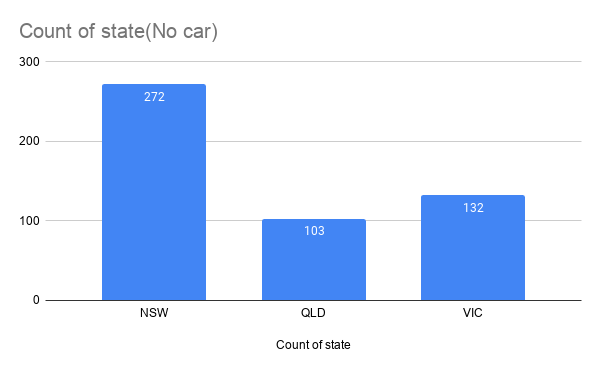 Count of state(No car)
300
272
200
132
100
103
0
NSW QLD VIC
Count of state